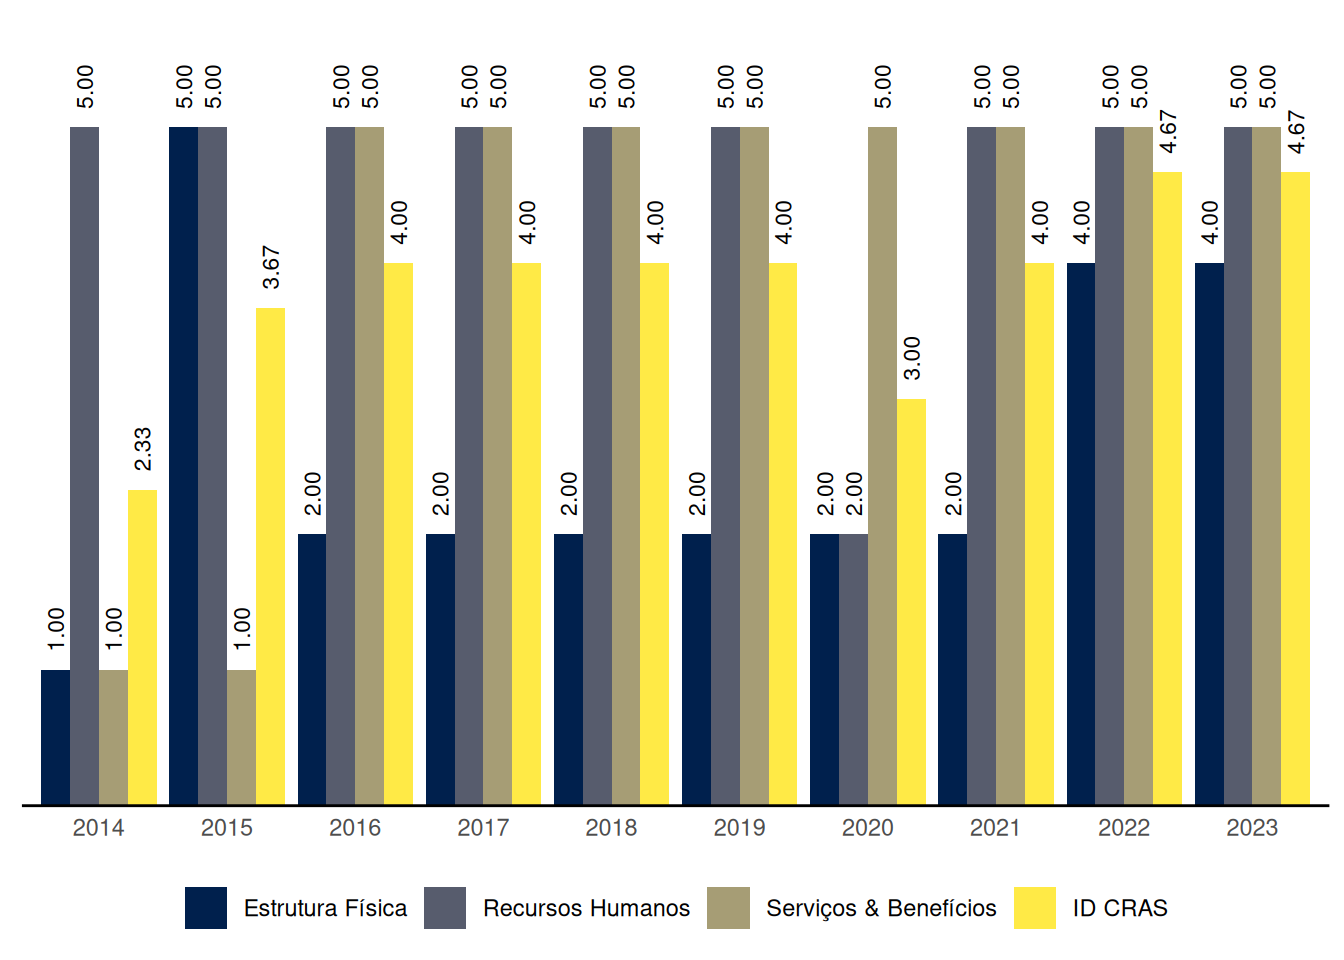 5.00 5.00 5.00 5.00 5.00 5.00 5.00 5.00 5.00 5.00 5.00 5.00 5.00 5.00 5.00 5.00 5.00 5.00
4.67 4.67
4.00 4.00 4.00 4.00 4.00 4.00 4.00
3.67
3.00
2.33
2.00 2.00 2.00 2.00 2.00 2.00 2.00
1.00 1.00 1.00
2014 2015 2016 2017 2018 2019 2020 2021 2022 2023
Estrutura Física Recursos Humanos Serviços & Benefícios ID CRAS